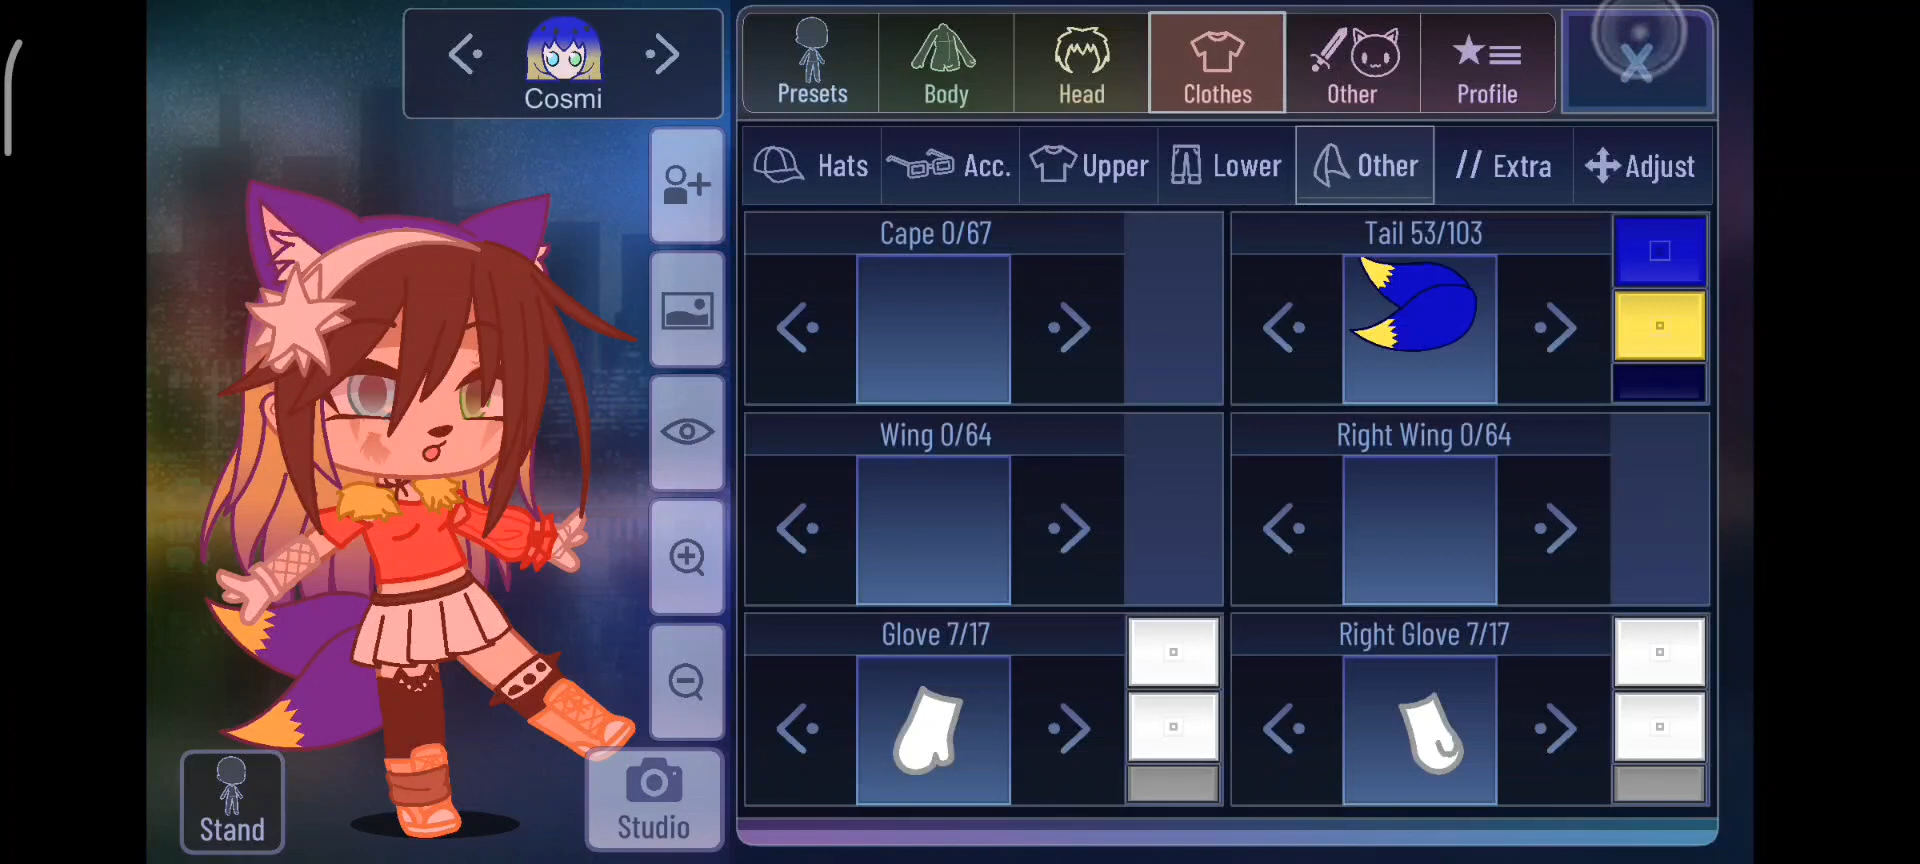 Cosmi
Presets
Body
Head
Clothes
Other
Profile
X
Hats
Acc.
Upper
Lower
Other
Extra
Adjust
Cape 0/67
Tail 53/103
Wing 0/64
Right Wing 0/64
Glove 7/17
Right Glove 7/17
Stand
Studio